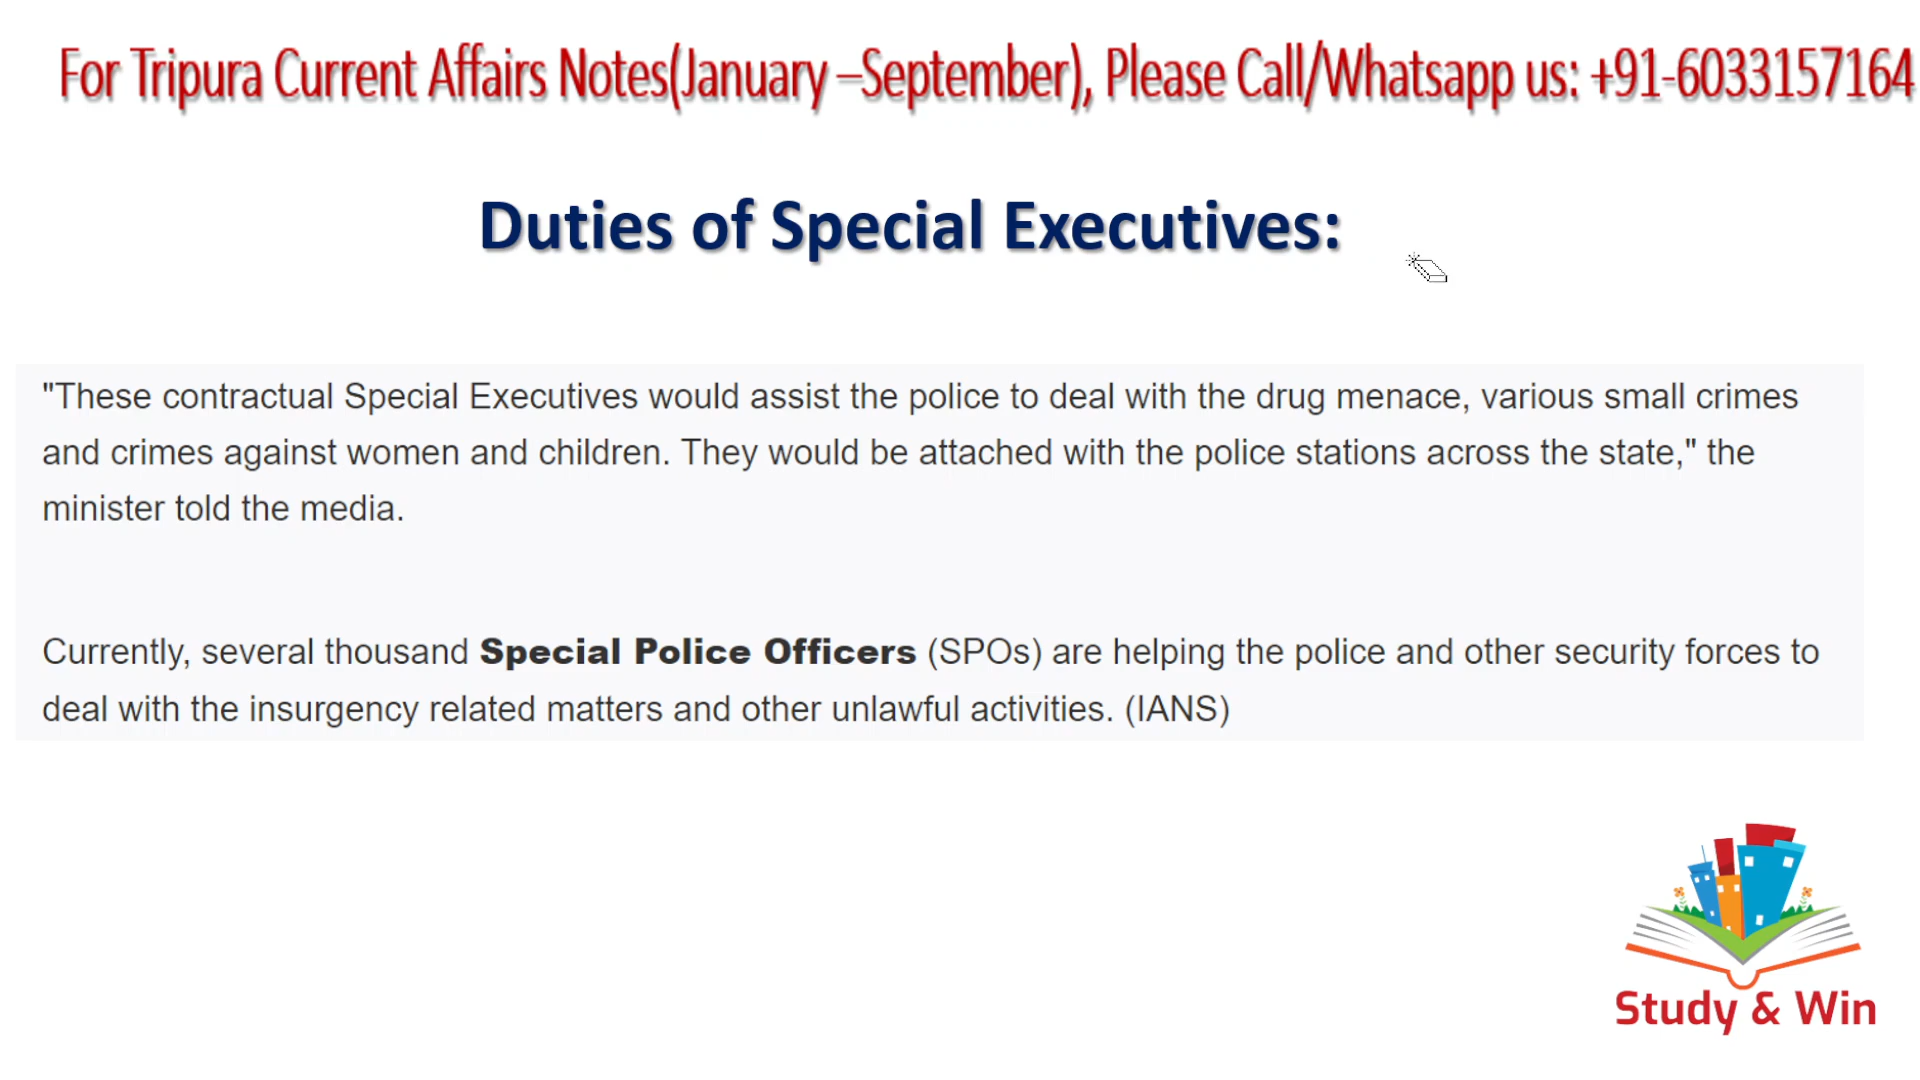 For Tripura Current Affairs Notes(January –September), Please Call/Whatsapp us: +91-6033157164
Duties of Special Executives:
"These contractual Special Executives would assist the police to deal with the drug menace, various small crimes
and crimes against women and children. They would be attached with the police stations across the state," the
minister told the media.
Currently, several thousand Special Police Officers (SPOs) are helping the police and other security forces to
deal with the insurgency related matters and other unlawful activities. (IANS)
Study & Win